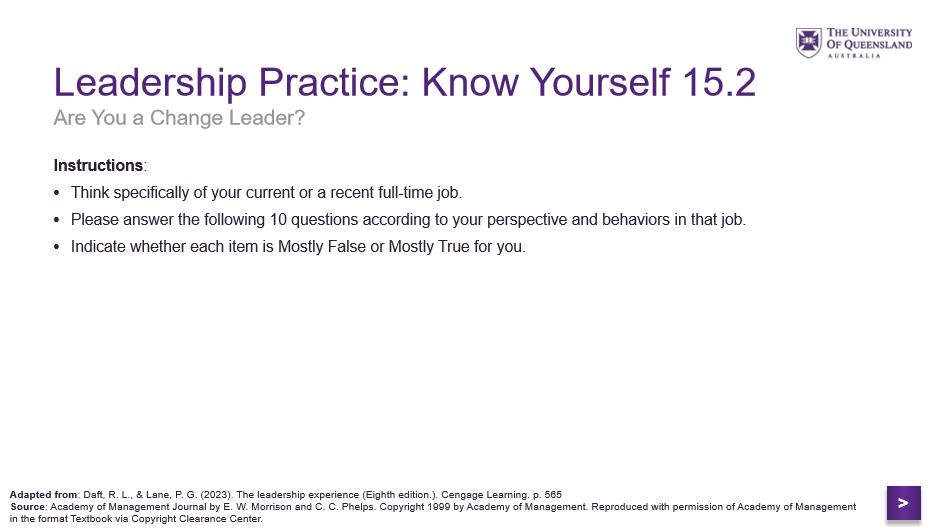 THE UNIVERSITY
OF QUEENSLAND
AUSTRALIA
Leadership Practice: Know Yourself 15.2
Are You a Change Leader?
Instructions:
• Think specifically of your current or a recent full-time job.
• Please answer the following 10 questions according to your perspective and behaviors in that job.
• Indicate whether each item is Mostly False or Mostly True for you.
Adapted from: Daft, R. L., & Lane, P. G. (2023). The leadership experience (Eighth edition.). Cengage Learning. p. 565
Source: Academy of Management Journal by E. W. Morrison and C. C. Phelps. Copyright 1999 by Academy of Management. Reproduced with permission of Academy of Management
in the format Textbook via Copyright Clearance Center.
>